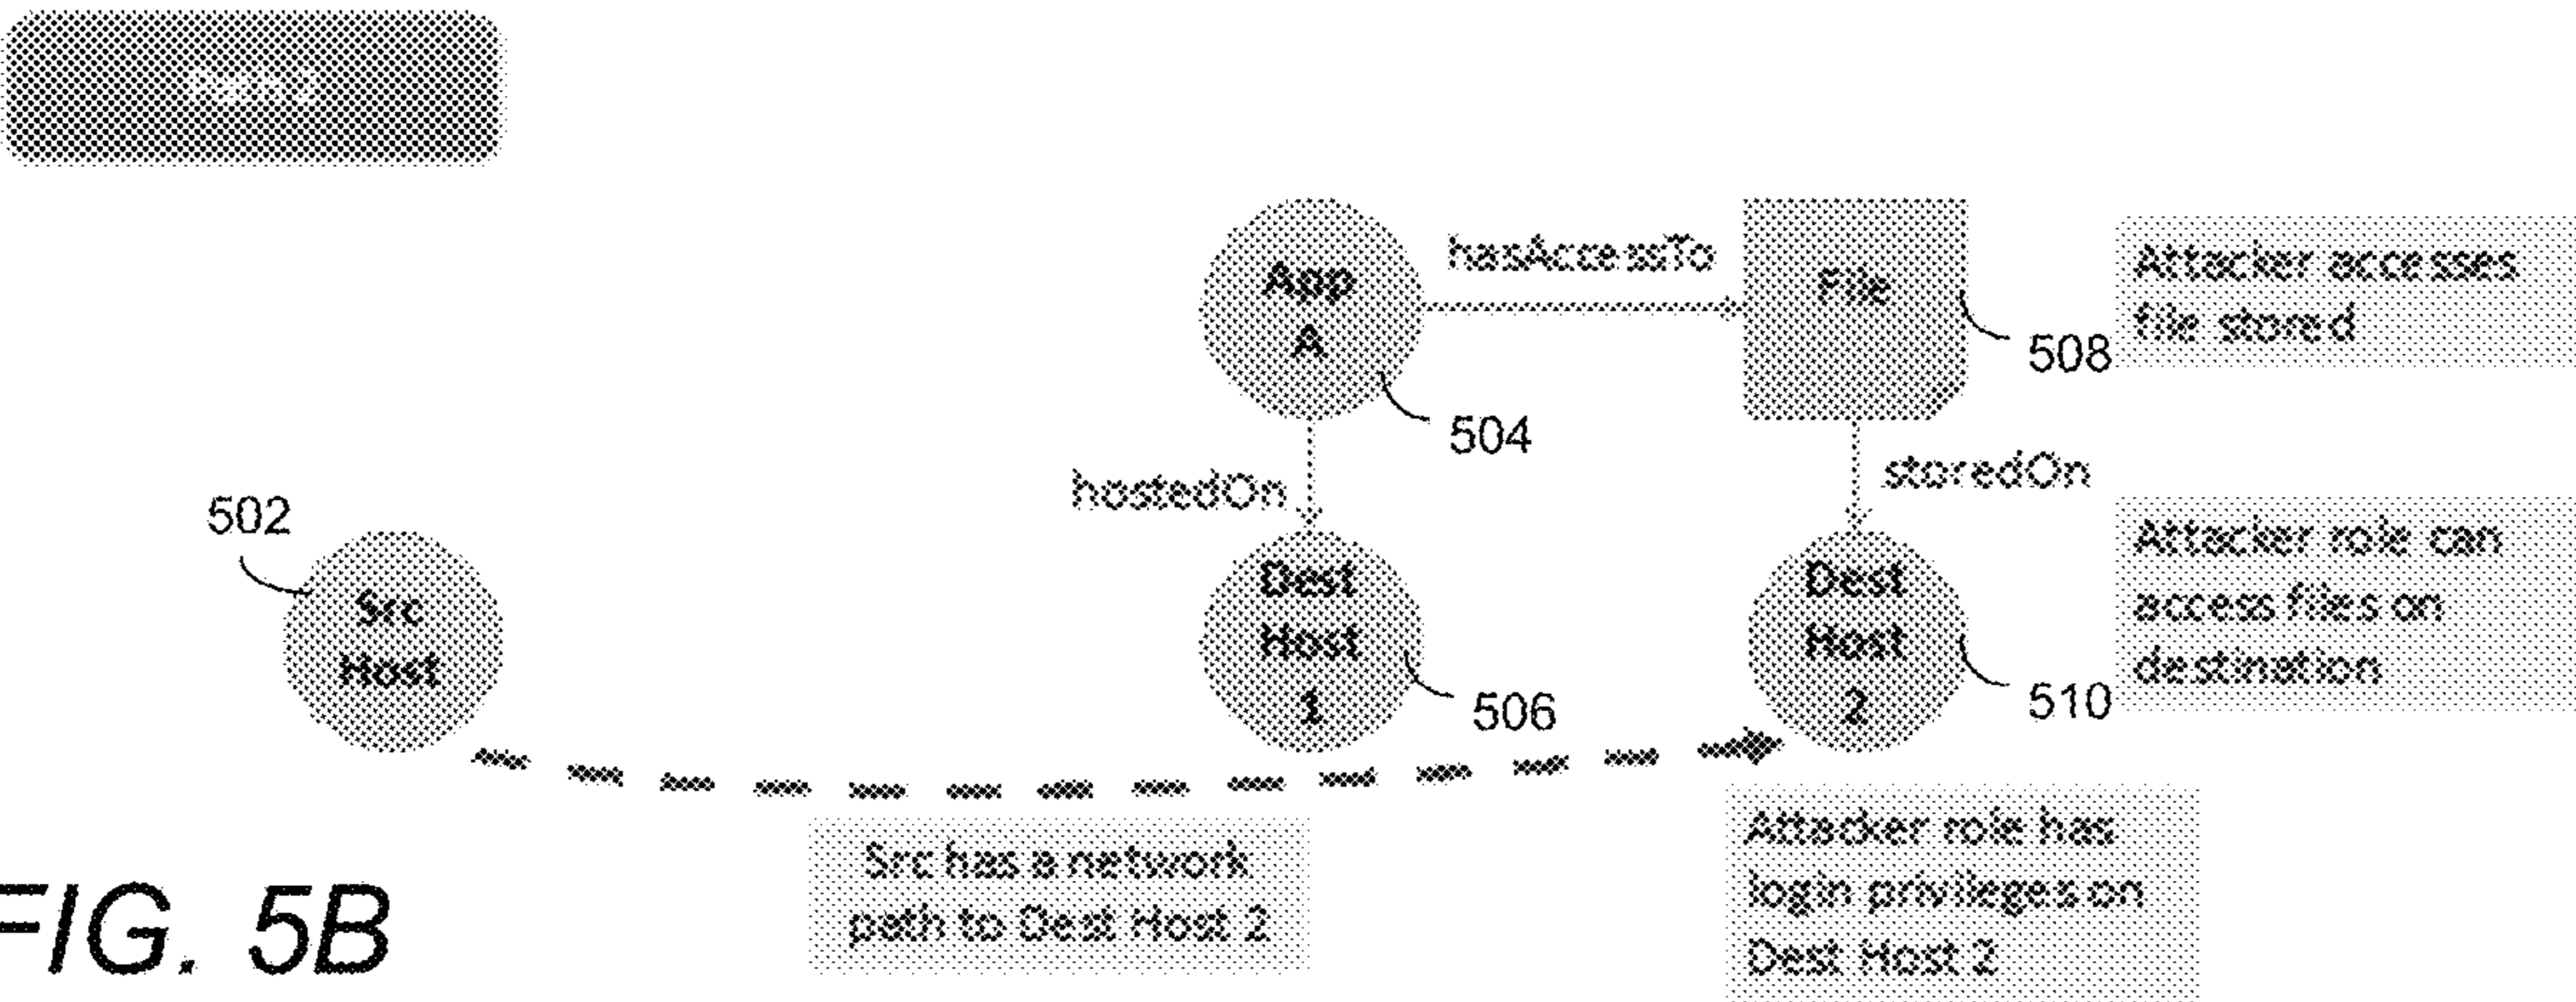 App
A
hasAccessTo
File
Attacker accesses
file stored
508
504
hostedOn
storedOn
502
Src
Host
Dest
Host
1
506
Dest
Host
2
510
Attacker role can
access files on
destination
Src has a network
path to Dest Host 2
Attacker role has
login privileges on
Dest Host 2
FIG. 5B